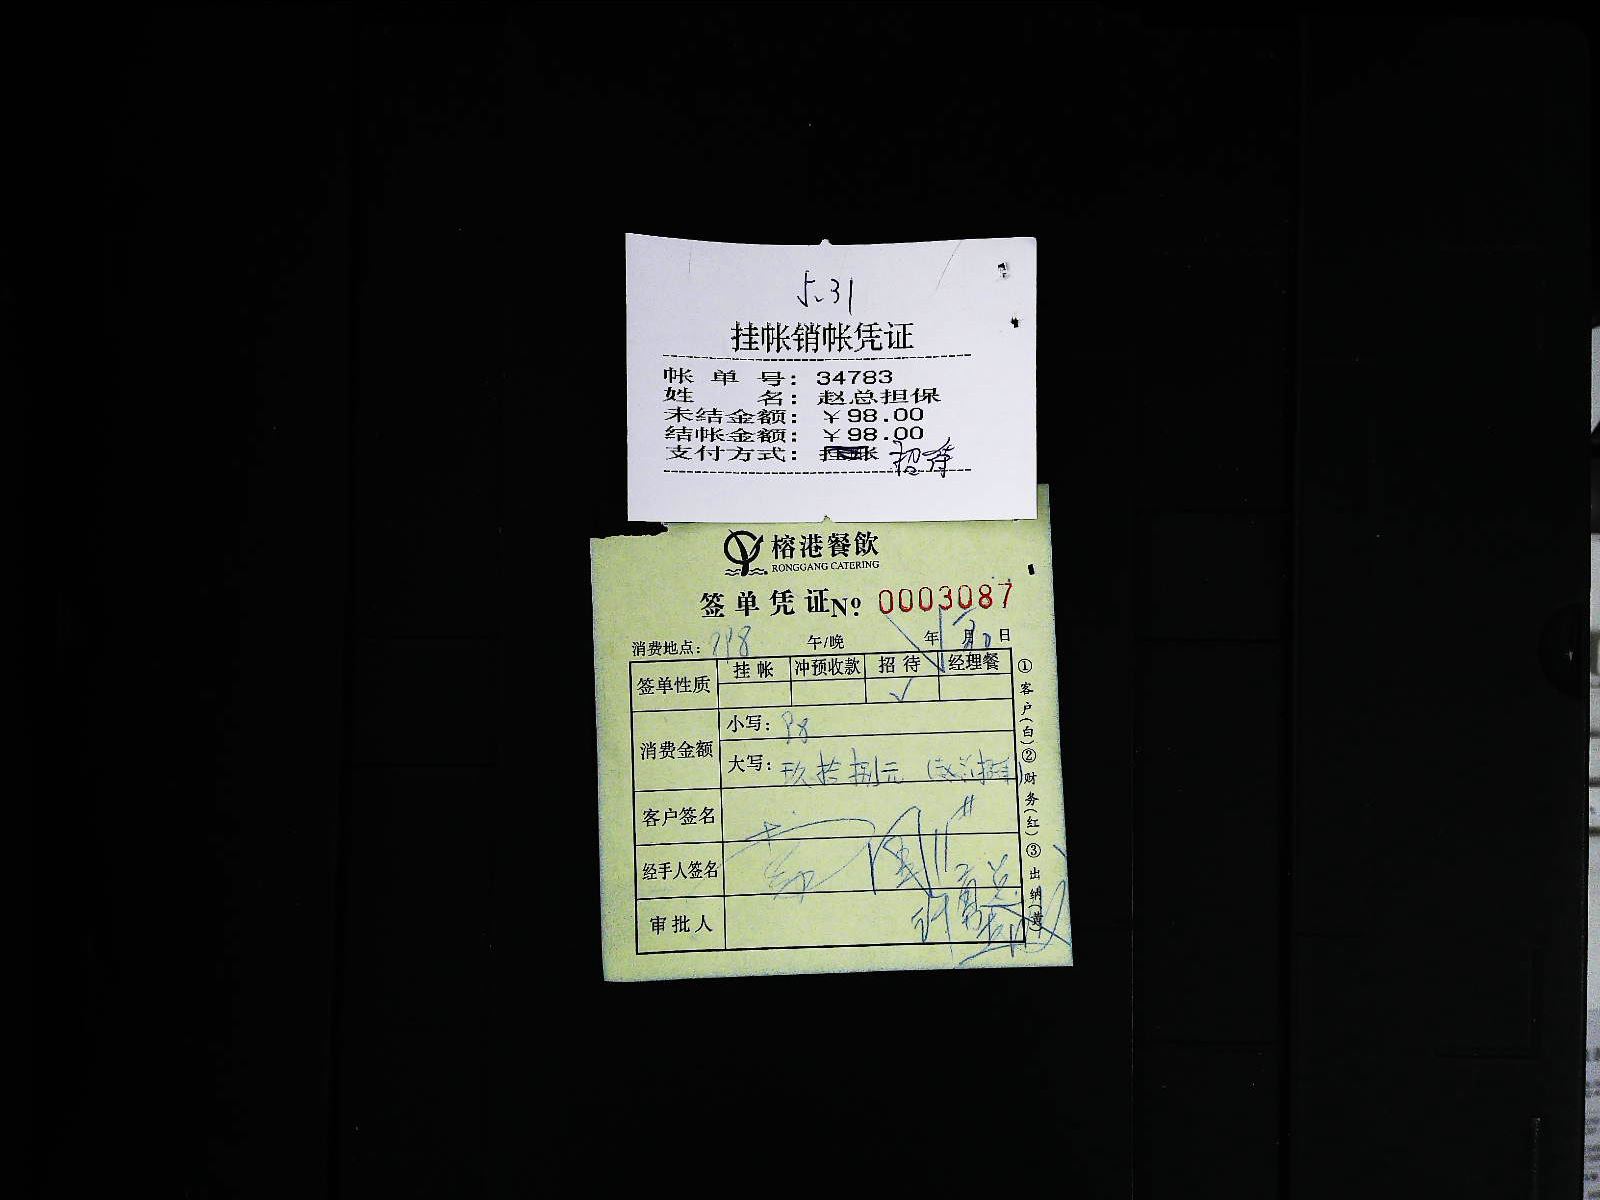 5.31
挂帐销帐凭证
帐单号: 34783
姓名: 赵总担保
未结金额: ¥98.00
结帐金额: ¥98.00
支付方式: 挂账 招待
榕港餐飲
RONGGANG CATERING
签单凭证 No. 0003087
消费地点: 午/晚 年 月 日
签单性质 挂帐 冲预收款 招待 经理餐
√
消费金额 小写: 98
大写: 玖拾捌元
客户签名
经手人签名
审批人
①客户(白)②财务(红)③出纳(黄)